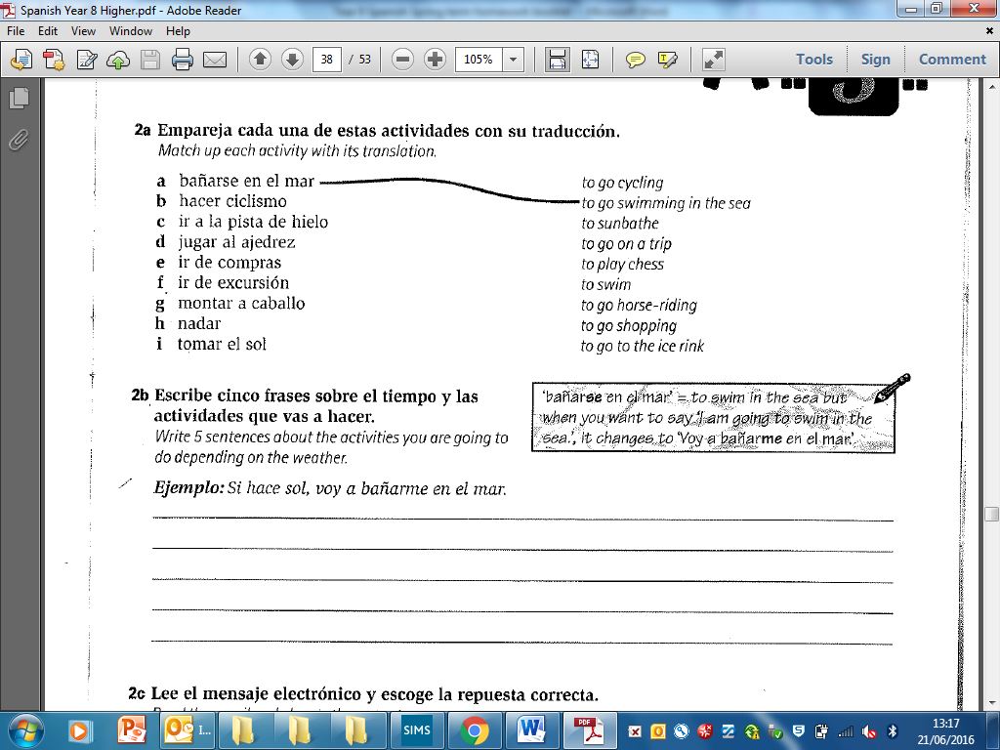 Spanish Year 8 Higher.pdf - Adobe Reader
File Edit View Window Help
38 / 53 105% Tools Sign Comment
2a Empareja cada una de estas actividades con su traducción.
Match up each activity with its translation.
a bañarse en el mar to go cycling
b hacer ciclismo to go swimming in the sea
c ir a la pista de hielo to sunbathe
d jugar al ajedrez to go on a trip
e ir de compras to play chess
f ir de excursión to swim
g montar a caballo to go horse-riding
h nadar to go shopping
i tomar el sol to go to the ice rink
2b Escribe cinco frases sobre el tiempo y las
actividades que vas a hacer.
Write 5 sentences about the activities you are going to
do depending on the weather.
'bañarse en el mar' = to swim in the sea but
when you want to say 'I am going to swim in the
sea.', it changes to 'Voy a bañarme en el mar.'
Ejemplo: Si hace sol, voy a bañarme en el mar.
2c Lee el mensaje electrónico y escoge la repuesta correcta.
I...
SIMS
PDF
13:17
21/06/2016